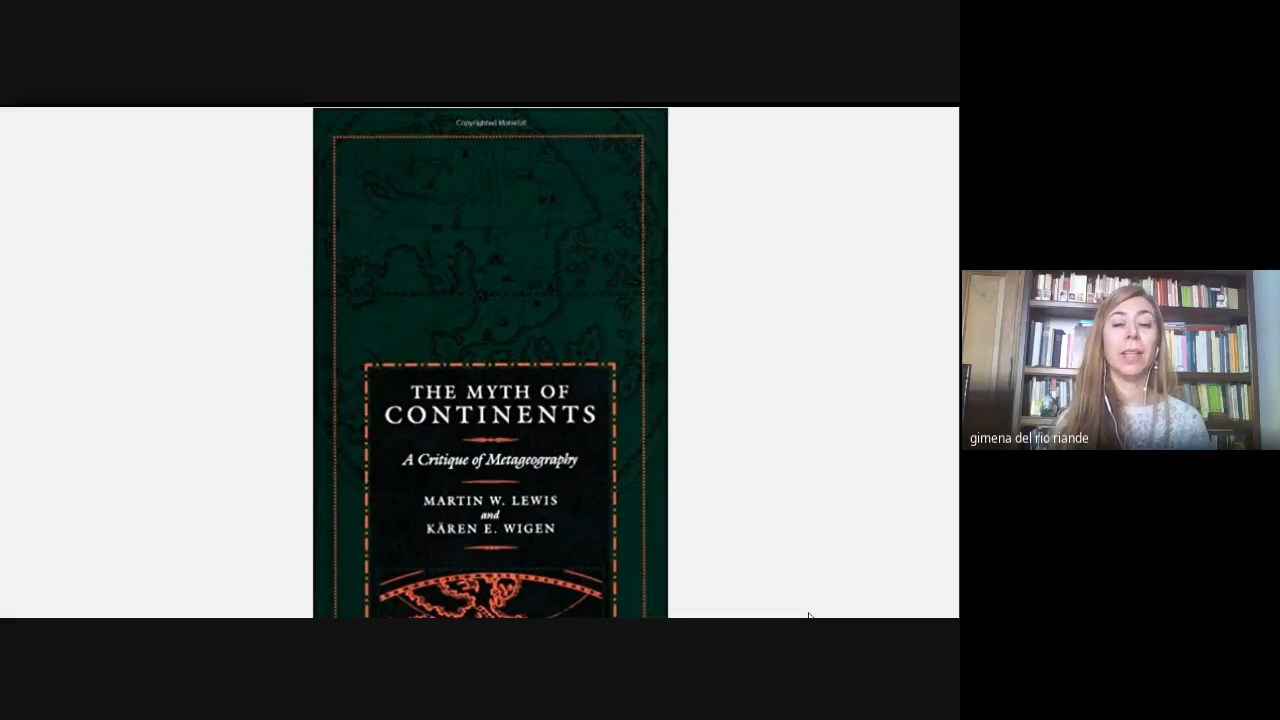 Copyrighted Material
THE MYTH OF
CONTINENTS
A Critique of Metageography
MARTIN W. LEWIS
and
KÄREN E. WIGEN
gimena del rio riande